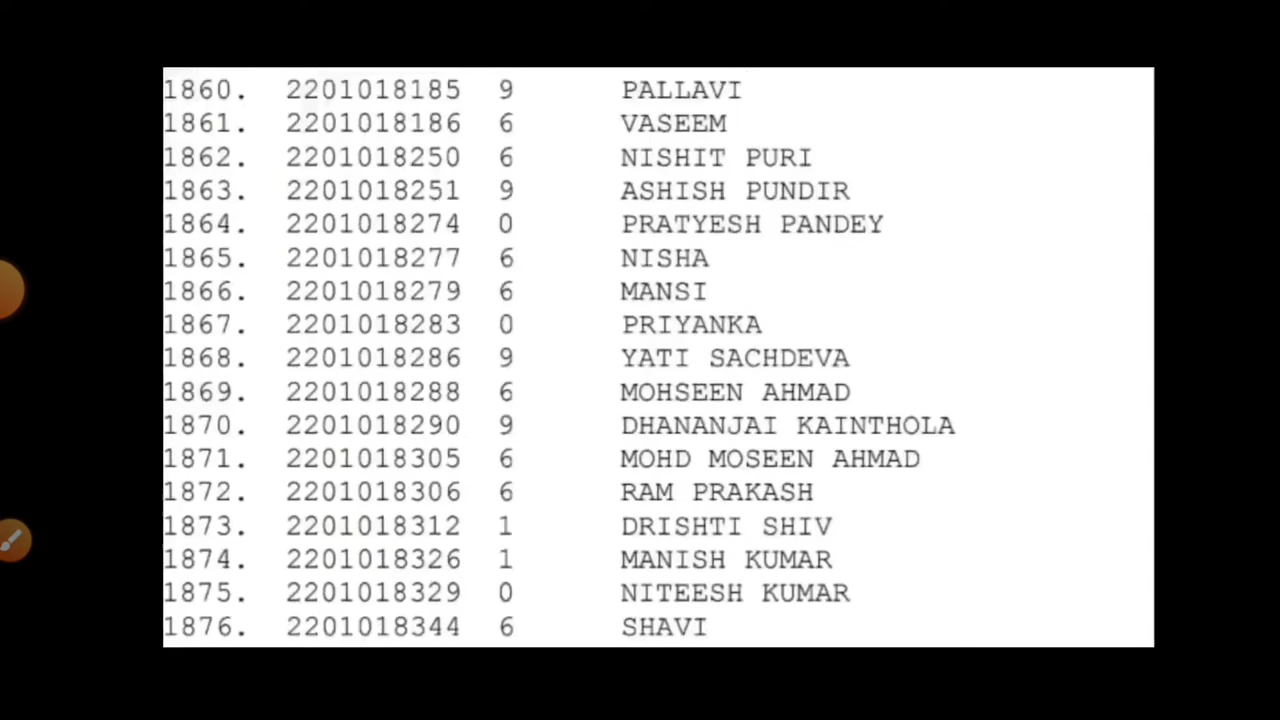 1860. 2201018185 9 PALLAVI
1861. 2201018186 6 VASEEM
1862. 2201018250 6 NISHIT PURI
1863. 2201018251 9 ASHISH PUNDIR
1864. 2201018274 0 PRATYESH PANDEY
1865. 2201018277 6 NISHA
1866. 2201018279 6 MANSI
1867. 2201018283 0 PRIYANKA
1868. 2201018286 9 YATI SACHDEVA
1869. 2201018288 6 MOHSEEN AHMAD
1870. 2201018290 9 DHANANJAI KAINTHOLA
1871. 2201018305 6 MOHD MOSEEN AHMAD
1872. 2201018306 6 RAM PRAKASH
1873. 2201018312 1 DRISHTI SHIV
1874. 2201018326 1 MANISH KUMAR
1875. 2201018329 0 NITEESH KUMAR
1876. 2201018344 6 SHAVI